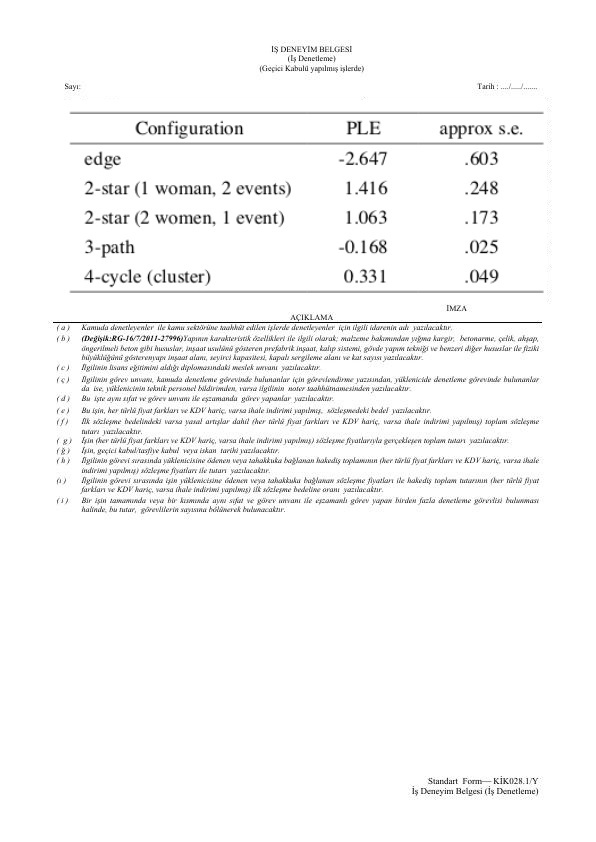 İŞ DENEYİM BELGESİ
(İş Denetleme)
(Geçici Kabulü yapılmış işlerde)
Sayı: Tarih : ..../...../.......
Configuration PLE approx s.e.
edge -2.647 .603
2-star (1 woman, 2 events) 1.416 .248
2-star (2 women, 1 event) 1.063 .173
3-path -0.168 .025
4-cycle (cluster) 0.331 .049
İMZA
AÇIKLAMA
( a ) Kamuda denetleyenler ile kamu sektörüne taahhüt edilen işlerde denetleyenler için ilgili idarenin adı yazılacaktır.
( b ) (Değişik:RG-16/7/2011-27996)Yapının karakteristik özellikleri ile ilgili olarak; malzeme bakımından yığma kargir, betonarme, çelik, ahşap,
öngerilmeli beton gibi hususlar, inşaat usulünü gösteren prefabrik inşaat, kalıp sistemi, gövde yapım tekniği ve benzeri diğer hususlar ile fiziki
büyüklüğünü gösterenyapı inşaat alanı, seyirci kapasitesi, kapalı sergileme alanı ve kat sayısı yazılacaktır.
( c ) İlgilinin lisans eğitimini aldığı diplomasındaki meslek unvanı yazılacaktır.
( ç ) İlgilinin görev unvanı, kamuda denetleme görevinde bulunanlar için görevlendirme yazısından, yüklenicide denetleme görevinde bulunanlar
da ise, yüklenicinin teknik personel bildirimden, varsa ilgilinin noter taahhütnamesinden yazılacaktır.
( d ) Bu işte aynı sıfat ve görev unvanı ile eşzamanda görev yapanlar yazılacaktır.
( e ) Bu işin, her türlü fiyat farkları ve KDV hariç, varsa ihale indirimi yapılmış, sözleşmedeki bedel yazılacaktır.
( f ) İlk sözleşme bedelindeki varsa yasal artışlar dahil (her türlü fiyat farkları ve KDV hariç, varsa ihale indirimi yapılmış) toplam sözleşme
tutarı yazılacaktır.
( g ) İşin (her türlü fiyat farkları ve KDV hariç, varsa ihale indirimi yapılmış) sözleşme fiyatlarıyla gerçekleşen toplam tutarı yazılacaktır.
( ğ ) İşin, geçici kabul/tasfiye kabul veya iskan tarihi yazılacaktır.
( h ) İlgilinin görevi sırasında yüklenicisine ödenen veya tahakkuka bağlanan hakediş toplamının (her türlü fiyat farkları ve KDV hariç, varsa ihale
indirimi yapılmış) sözleşme fiyatları ile tutarı yazılacaktır.
(ı ) İlgilinin görevi sırasında işin yüklenicisine ödenen veya tahakkuka bağlanan sözleşme fiyatları ile hakediş toplam tutarının (her türlü fiyat
farkları ve KDV hariç, varsa ihale indirimi yapılmış) ilk sözleşme bedeline oranı yazılacaktır.
( i ) Bir işin tamamında veya bir kısmında aynı sıfat ve görev unvanı ile eşzamanlı görev yapan birden fazla denetleme görevlisi bulunması
halinde, bu tutar, görevlilerin sayısına bölünerek bulunacaktır.
Standart Form— KİK028.1/Y
İş Deneyim Belgesi (İş Denetleme)